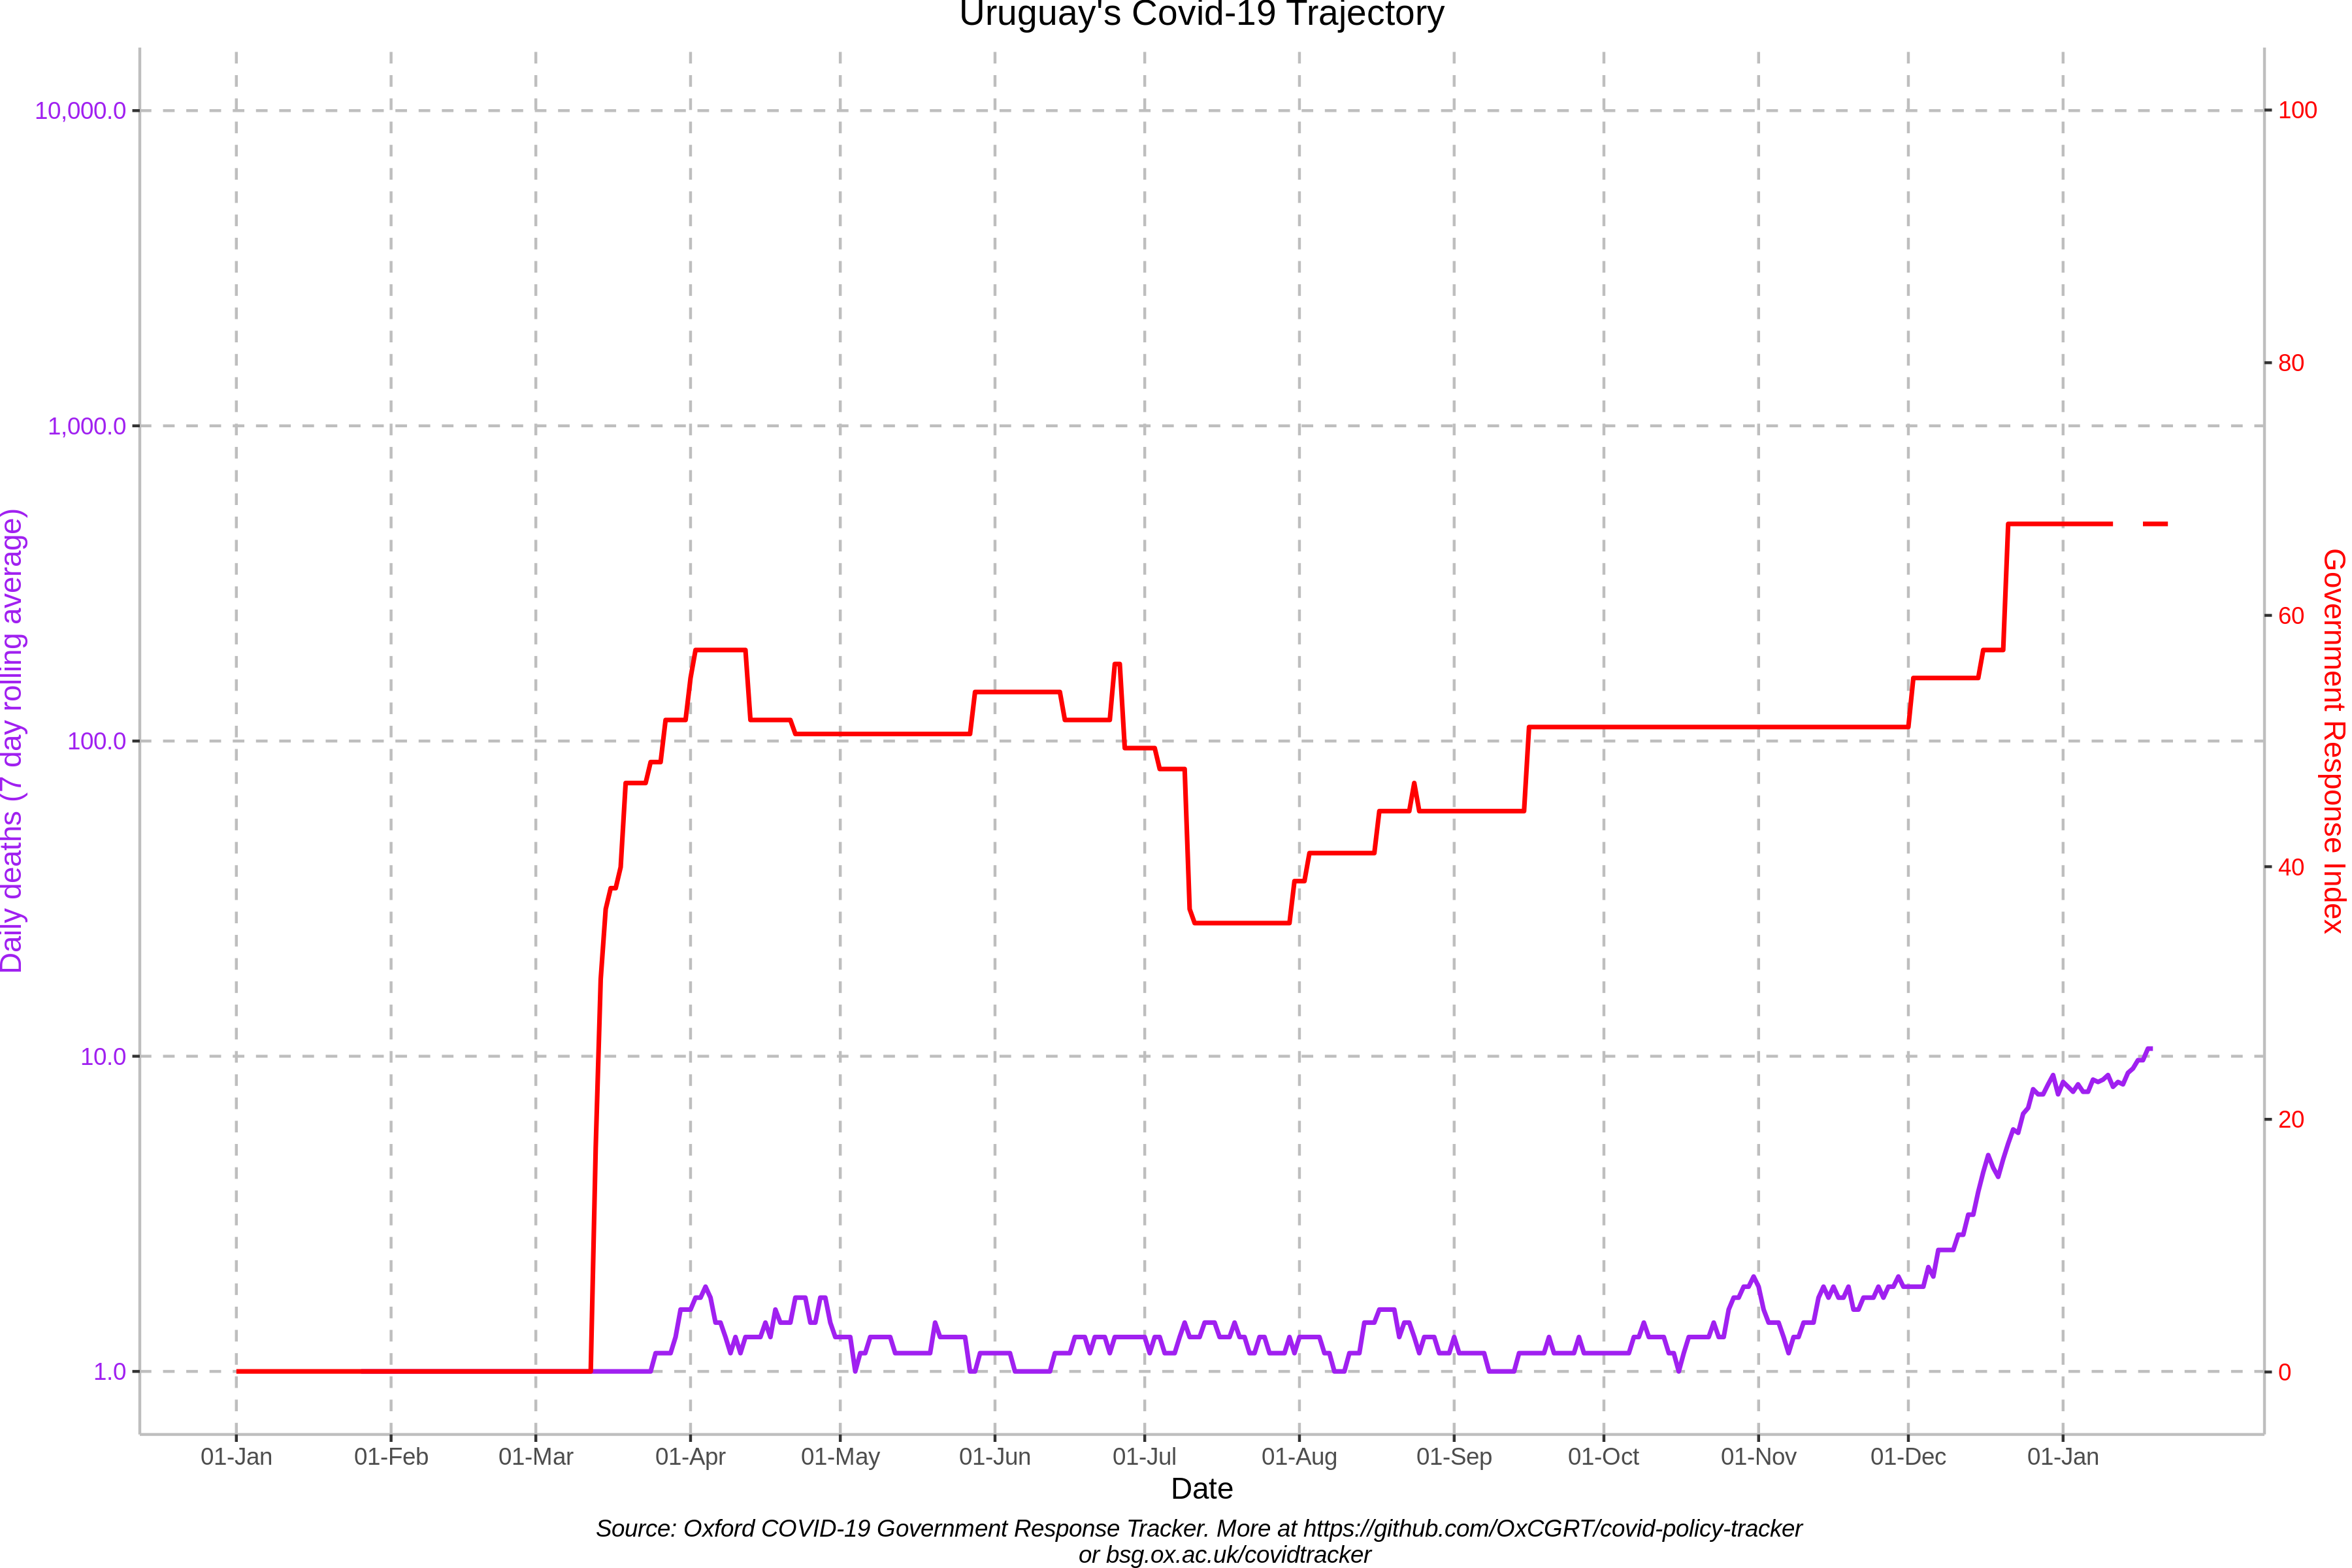 Uruguay's Covid-19 Trajectory
10,000.0
1,000.0
100.0
10.0
1.0
Daily deaths (7 day rolling average)
100
80
60
40
20
0
Government Response Index
01-Jan
01-Feb
01-Mar
01-Apr
01-May
01-Jun
01-Jul
01-Aug
01-Sep
01-Oct
01-Nov
01-Dec
01-Jan
Date
Source: Oxford COVID-19 Government Response Tracker. More at https://github.com/OxCGRT/covid-policy-tracker
or bsg.ox.ac.uk/covidtracker